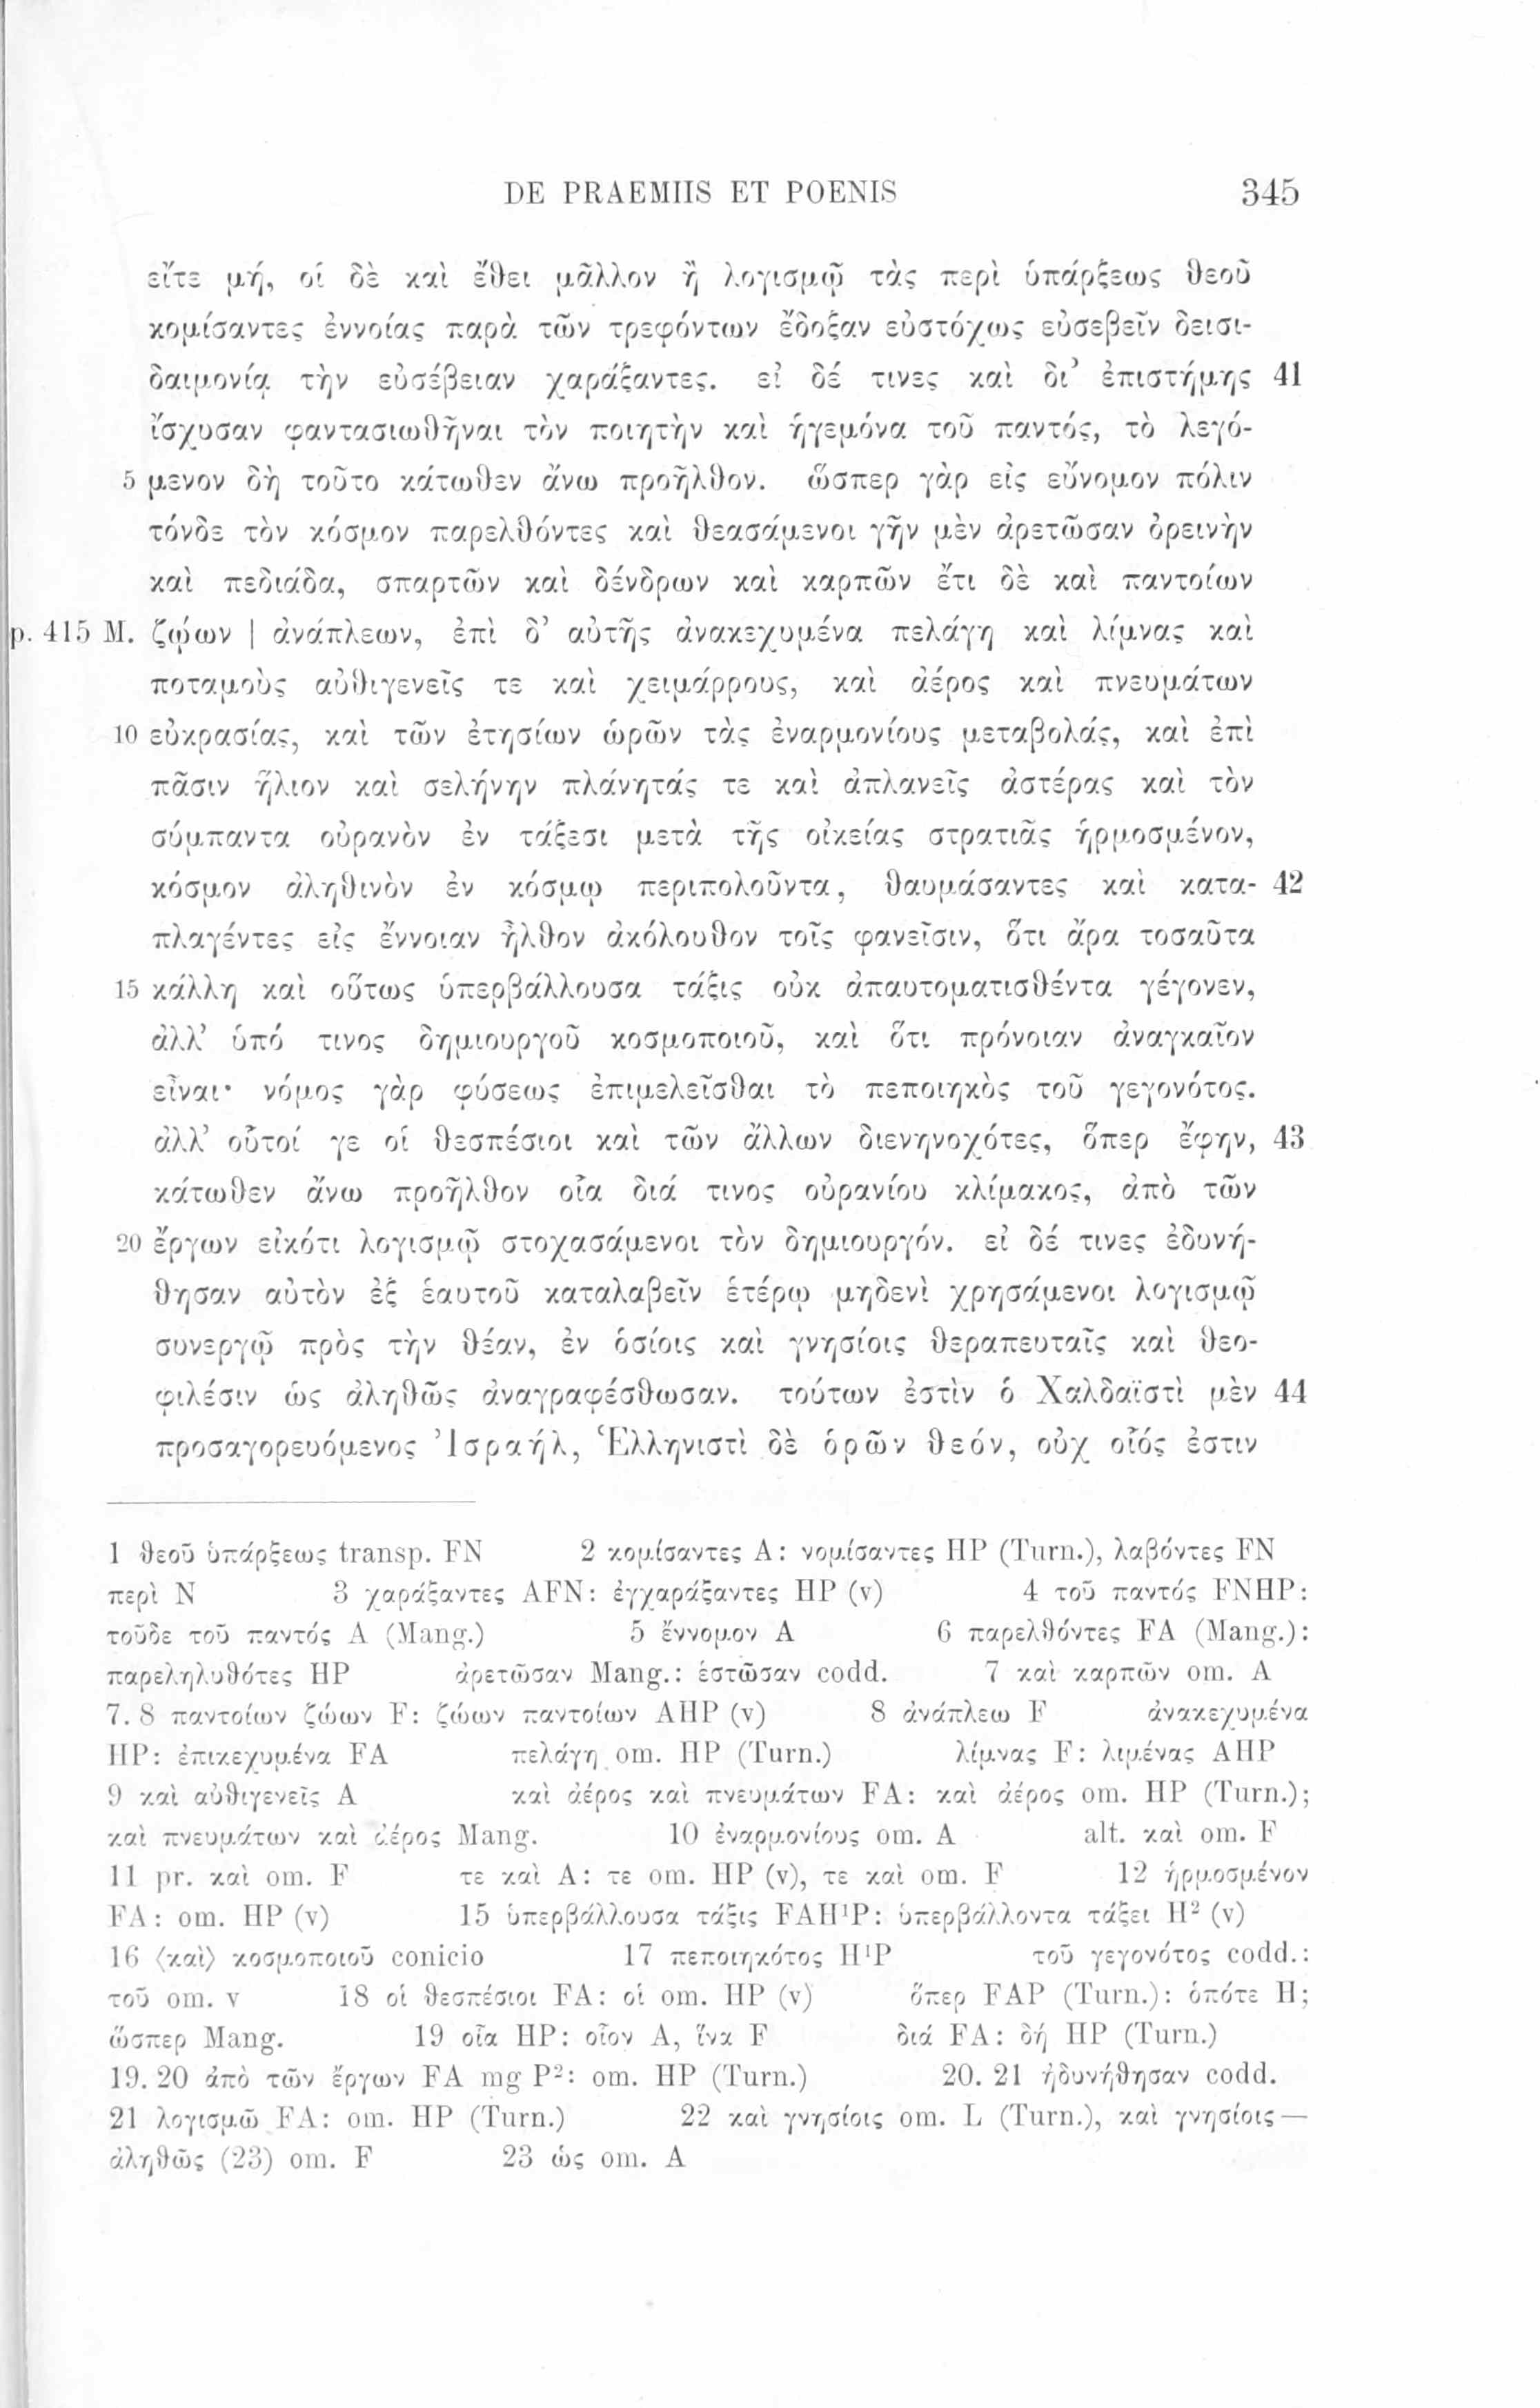 DE PRAEMIIS ET POENIS 345
εἴτε μή, οἱ δὲ καὶ ἔθει μᾶλλον ἢ λογισμῷ τὰς περὶ ὑπάρξεως θεοῦ
κομίσαντες ἐννοίας παρὰ τῶν τρεφόντων ἔδοξαν εὐστόχως εὐσεβεῖν δεισι-
δαιμονίᾳ τὴν εὐσέβειαν χαράξαντες. εἰ δέ τινες καὶ δι’ ἐπιστήμης 41
ἴσχυσαν φαντασιωθῆναι τὸν ποιητὴν καὶ ἡγεμόνα τοῦ παντός, τὸ λεγό-
5 μενον δὴ τοῦτο κάτωθεν ἄνω προῆλθον. ὥσπερ γὰρ εἰς εὔνομον πόλιν
τόνδε τὸν κόσμον παρελθόντες καὶ θεασάμενοι γῆν μὲν ἀρετῶσαν ὀρεινὴν
καὶ πεδιάδα, σπαρτῶν καὶ δένδρων καὶ καρπῶν ἔτι δὲ καὶ παντοίων
p. 415 M. ζῴων | ἀνάπλεων, ἐπὶ δ’ αὐτῆς ἀνακεχυμένα πελάγη καὶ λίμνας καὶ
ποταμοὺς αὐθιγενεῖς τε καὶ χειμάρρους, καὶ ἀέρος καὶ πνευμάτων
10 εὐκρασίας, καὶ τῶν ἐτησίων ὡρῶν τὰς ἐναρμονίους μεταβολάς, καὶ ἐπὶ
πᾶσιν ἥλιον καὶ σελήνην πλάνητάς τε καὶ ἀπλανεῖς ἀστέρας καὶ τὸν
σύμπαντα οὐρανὸν ἐν τάξεσι μετὰ τῆς οἰκείας στρατιᾶς ἡρμοσμένον,
κόσμον ἀληθινὸν ἐν κόσμῳ περιπολοῦντα, θαυμάσαντες καὶ κατα- 42
πλαγέντες εἰς ἔννοιαν ἦλθον ἀκόλουθον τοῖς φανεῖσιν, ὅτι ἄρα τοσαῦτα
15 κάλλη καὶ οὕτως ὑπερβάλλουσα τάξις οὐκ ἀπαυτοματισθέντα γέγονεν,
ἀλλ’ ὑπό τινος δημιουργοῦ κοσμοποιοῦ, καὶ ὅτι πρόνοιαν ἀναγκαῖον
εἶναι· νόμος γὰρ φύσεως ἐπιμελεῖσθαι τὸ πεποιηκὸς τοῦ γεγονότος.
ἀλλ’ οὗτοί γε οἱ θεσπέσιοι καὶ τῶν ἄλλων διενηνοχότες, ὅπερ ἔφην, 43
κάτωθεν ἄνω προῆλθον οἷα διά τινος οὐρανίου κλίμακος, ἀπὸ τῶν
20 ἔργων εἰκότι λογισμῷ στοχασάμενοι τὸν δημιουργόν. εἰ δέ τινες ἐδυνή-
θησαν αὐτὸν ἐξ ἑαυτοῦ καταλαβεῖν ἑτέρῳ μηδενὶ χρησάμενοι λογισμῷ
συνεργῷ πρὸς τὴν θέαν, ἐν ὁσίοις καὶ γνησίοις θεραπευταῖς καὶ θεο-
φιλέσιν ὡς ἀληθῶς ἀναγραφέσθωσαν. τούτων ἐστὶν ὁ Χαλδαϊστὶ μὲν 44
προσαγορευόμενος Ἰσραήλ, Ἑλληνιστὶ δὲ ὁρῶν θεόν, οὐχ οἷός ἐστιν
1 θεοῦ ὑπάρξεως transp. FN 2 κομίσαντες A: νομίσαντες HP (Turn.), λαβόντες FN
περὶ N 3 χαράξαντες AFN: ἐγχαράξαντες HP (v) 4 τοῦ παντός FNHP:
τοῦδε τοῦ παντός A (Mang.) 5 ἔννομον A 6 παρελθόντες FA (Mang.):
παρεληλυθότες HP ἀρετῶσαν Mang.: ἑστῶσαν codd. 7 καὶ καρπῶν om. A
7. 8 παντοίων ζώων F: ζώων παντοίων AHP (v) 8 ἀνάπλεω F ἀνακεχυμένα
HP: ἐπικεχυμένα FA πελάγη om. HP (Turn.) λίμνας F: λιμένας AHP
9 καὶ αὐθιγενεῖς A καὶ ἀέρος καὶ πνευμάτων FA: καὶ ἀέρος om. HP (Turn.);
καὶ πνευμάτων καὶ ἀέρος Mang. 10 ἐναρμονίους om. A alt. καὶ om. F
11 pr. καὶ om. F τε καὶ A: τε om. HP (v), τε καὶ om. F 12 ἡρμοσμένον
FA: om. HP (v) 15 ὑπερβάλλουσα τάξις FAH¹P: ὑπερβάλλοντα τάξει H² (v)
16 ⟨καὶ⟩ κοσμοποιοῦ conicio 17 πεποιηκότος H¹P τοῦ γεγονότος codd.:
τοῦ om. v 18 οἱ θεσπέσιοι FA: οἱ om. HP (v) ὅπερ FAP (Turn.): ὁπότε H;
ὥσπερ Mang. 19 οἷα HP: οἷον A, ἵνα F διά FA: δή HP (Turn.)
19. 20 ἀπὸ τῶν ἔργων FA mg P²: om. HP (Turn.) 20. 21 ἠδυνήθησαν codd.
21 λογισμῶ FA: om. HP (Turn.) 22 καὶ γνησίοις om. L (Turn.), καὶ γνησίοις —
ἀληθῶς (23) om. F 23 ὡς om. A